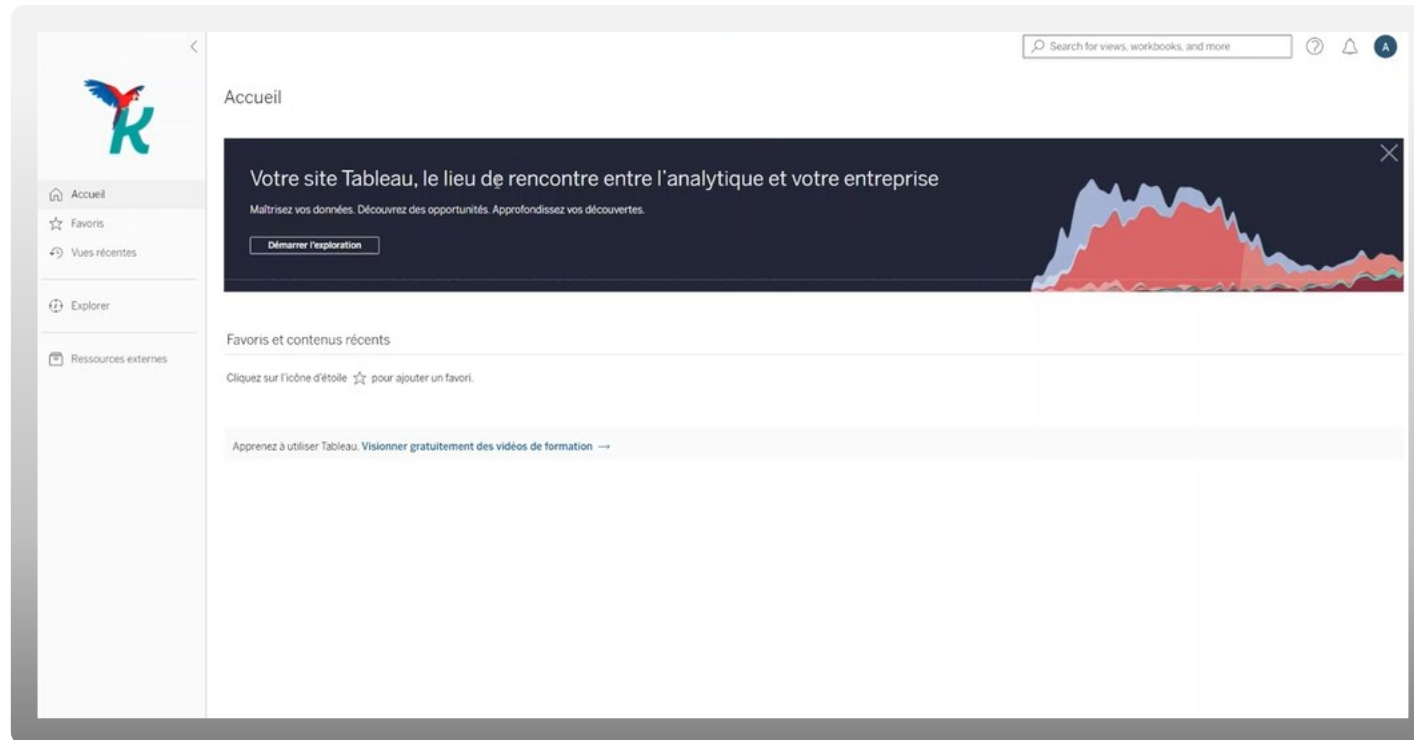 Search for views, workbooks, and more
A
K
Accueil
Votre site Tableau, le lieu de rencontre entre l'analytique et votre entreprise
Maîtrisez vos données. Découvrez des opportunités. Approfondissez vos découvertes.
Démarrer l'exploration
Accueil
Favoris
Vues récentes
Explorer
Ressources externes
Favoris et contenus récents
Cliquez sur l'icône d'étoile pour ajouter un favori.
Apprenez à utiliser Tableau. Visionner gratuitement des vidéos de formation →